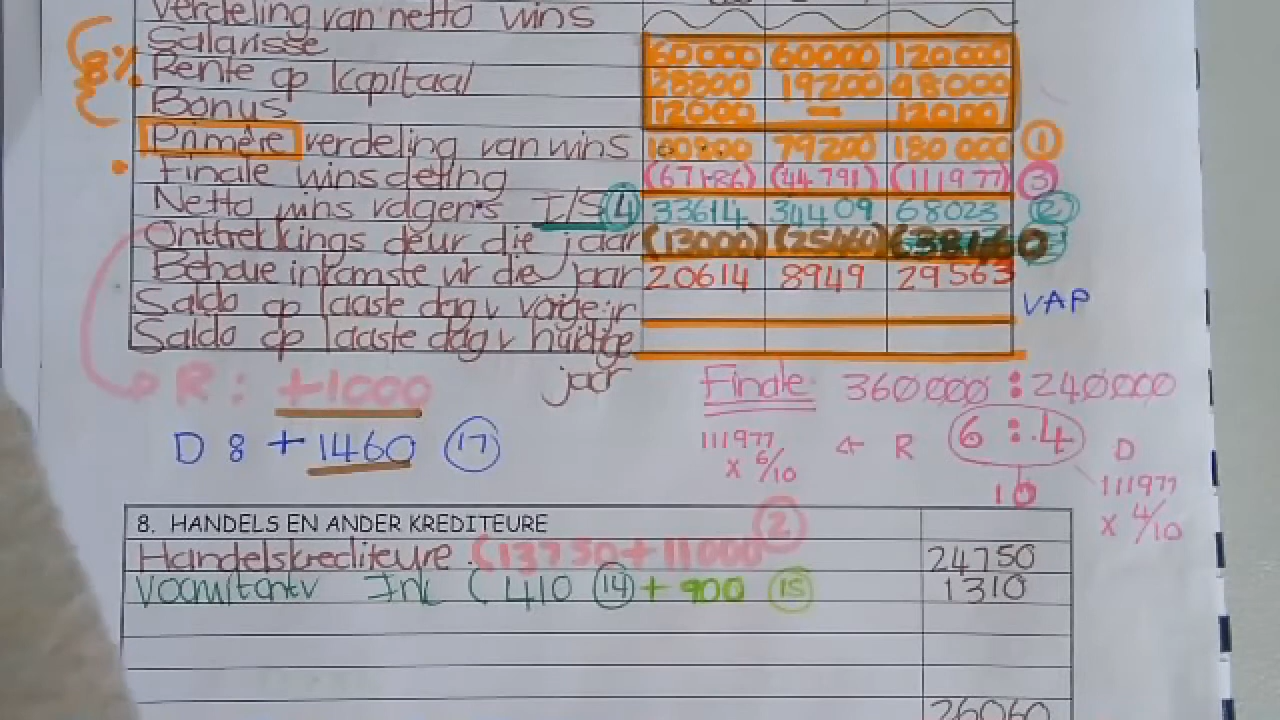 Verdeling van netto wins
Salarisse 60000 60000 120000
8% Rente op kapitaal 28800 19200 48000
Bonus 12000 — 12000
Primêre verdeling van wins 100800 79200 180 000 ①
Finale winsdeling (67186) (44791) (111977) ③
Netto wins volgens I/S ④ 33614 34409 68023 ②
Onttrekkings deur die jaar (13000) (25460) (38460)
Behoue inkomste vir die jaar 20614 8949 29563
Saldo op laaste dag v vorige jr VAP
Saldo op laaste dag v huidige
jaar
R : +1000
Finale: 360000 : 240000
D 8 + 1460 ⑰
111977 ← R 6 : 4 D
x 6/10
10 111977
x 4/10
8. HANDELS EN ANDER KREDITEURE
Handelskrediteure (13750 + 11000 ② 24750
Vooruitontv Ink (410 ⑭ + 900 ⑮ 1310
26060